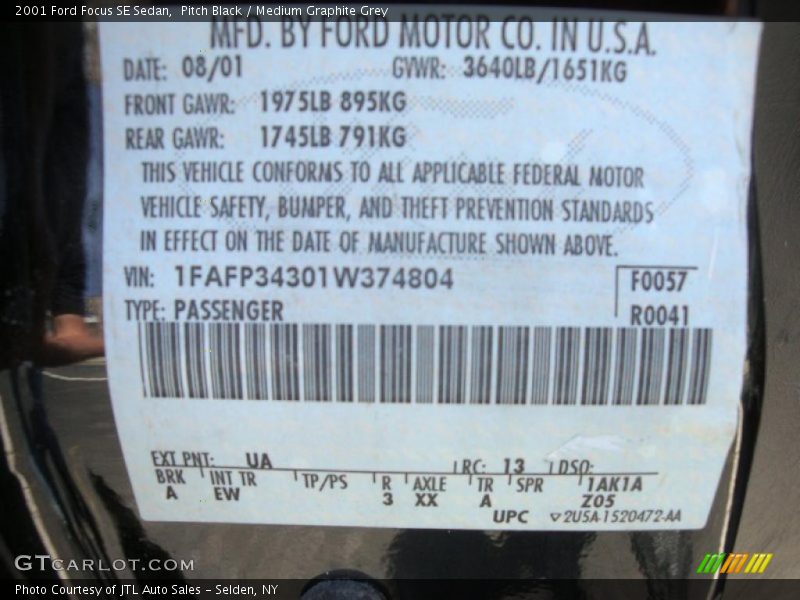 2001 Ford Focus SE Sedan,  Pitch Black / Medium Graphite Grey
MFD. BY FORD MOTOR CO. IN U.S.A.
DATE: 08/01 GVWR: 3640LB/1651KG
FRONT GAWR: 1975LB 895KG
REAR GAWR: 1745LB 791KG
THIS VEHICLE CONFORMS TO ALL APPLICABLE FEDERAL MOTOR
VEHICLE SAFETY, BUMPER, AND THEFT PREVENTION STANDARDS
IN EFFECT ON THE DATE OF MANUFACTURE SHOWN ABOVE.
VIN: 1FAFP34301W374804 F0057
TYPE: PASSENGER R0041
EXT PNT: UA RC: 13 DSO:
BRK INT TR TP/PS R AXLE TR SPR 1AK1A
A EW 3 XX A Z05
UPC ▽2U5A-1520472-AA
GTCARLOT.COM
Photo Courtesy of JTL Auto Sales – Selden, NY